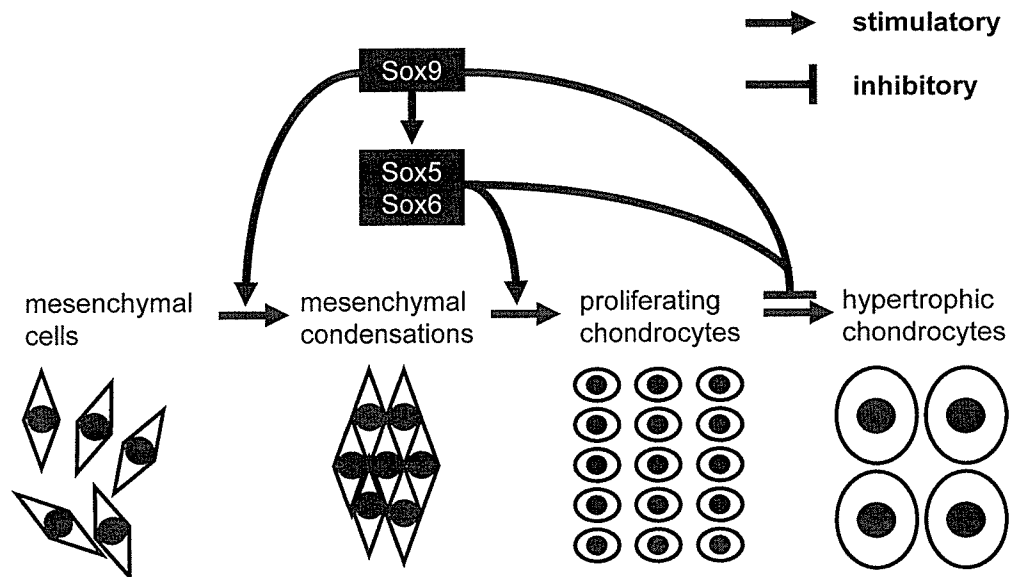 stimulatory
inhibitory
Sox9
Sox5
Sox6
mesenchymal
cells
mesenchymal
condensations
proliferating
chondrocytes
hypertrophic
chondrocytes